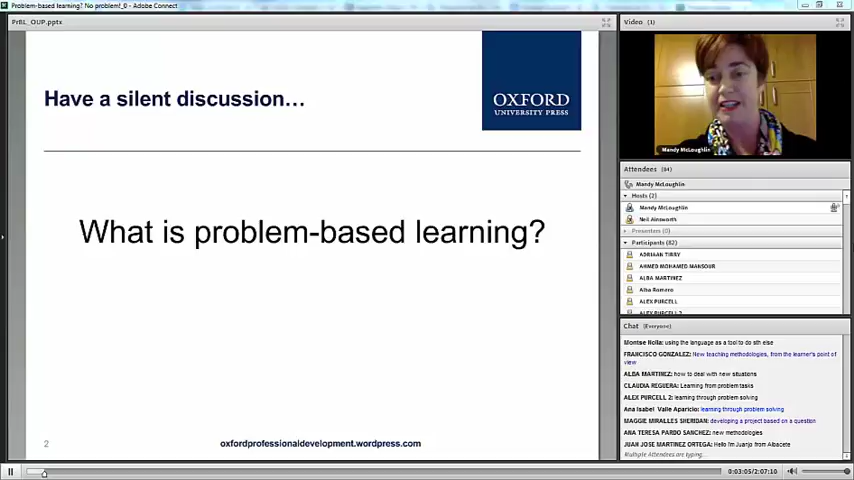 Problem-based learning? No problem!_0 - Adobe Connect
PrBL_OUP.pptx
Have a silent discussion…
OXFORD
UNIVERSITY PRESS
What is problem-based learning?
2
oxfordprofessionaldevelopment.wordpress.com
Video (1)
Mandy McLoughlin
Attendees (84)
Mandy McLoughlin
Hosts (2)
Mandy McLoughlin
Neil Ainsworth
Presenters (0)
Participants (82)
ADRIAAN TIRRY
AHMED MOHAMED MANSOUR
ALBA MARTINEZ
Alba Romero
ALEX PURCELL
ALEX PURCELL 2
Chat (Everyone)
Montse Nolla: using the language as a tool to do sth else
FRANCISCO GONZALEZ: New teaching methodologies, from the learner's point of
view
ALBA MARTINEZ: how to deal with new situations
CLAUDIA REGUERA: Learning from problem tasks
ALEX PURCELL 2: learning through problem solving
Ana Isabel Valle Aparicio: learning through problem solving
MAGGIE MIRALLES SHERIDAN: developing a project based on a question
ANA TERESA PARDO SANCHEZ: new methodologies
JUAN JOSE MARTINEZ ORTEGA: Hello I'm Juanjo from Albacete
Multiple Attendees are typing...
0:03:05/2:07:10